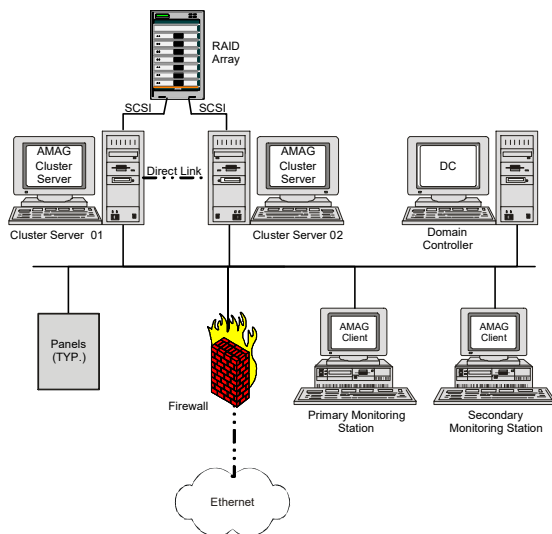 RAID
Array
SCSI
SCSI
AMAG
Cluster
Server
Direct Link
AMAG
Cluster
Server
DC
Cluster Server 01
Cluster Server 02
Domain
Controller
Panels
(TYP.)
Firewall
AMAG
Client
AMAG
Client
Primary Monitoring
Station
Secondary
Monitoring Station
Ethernet